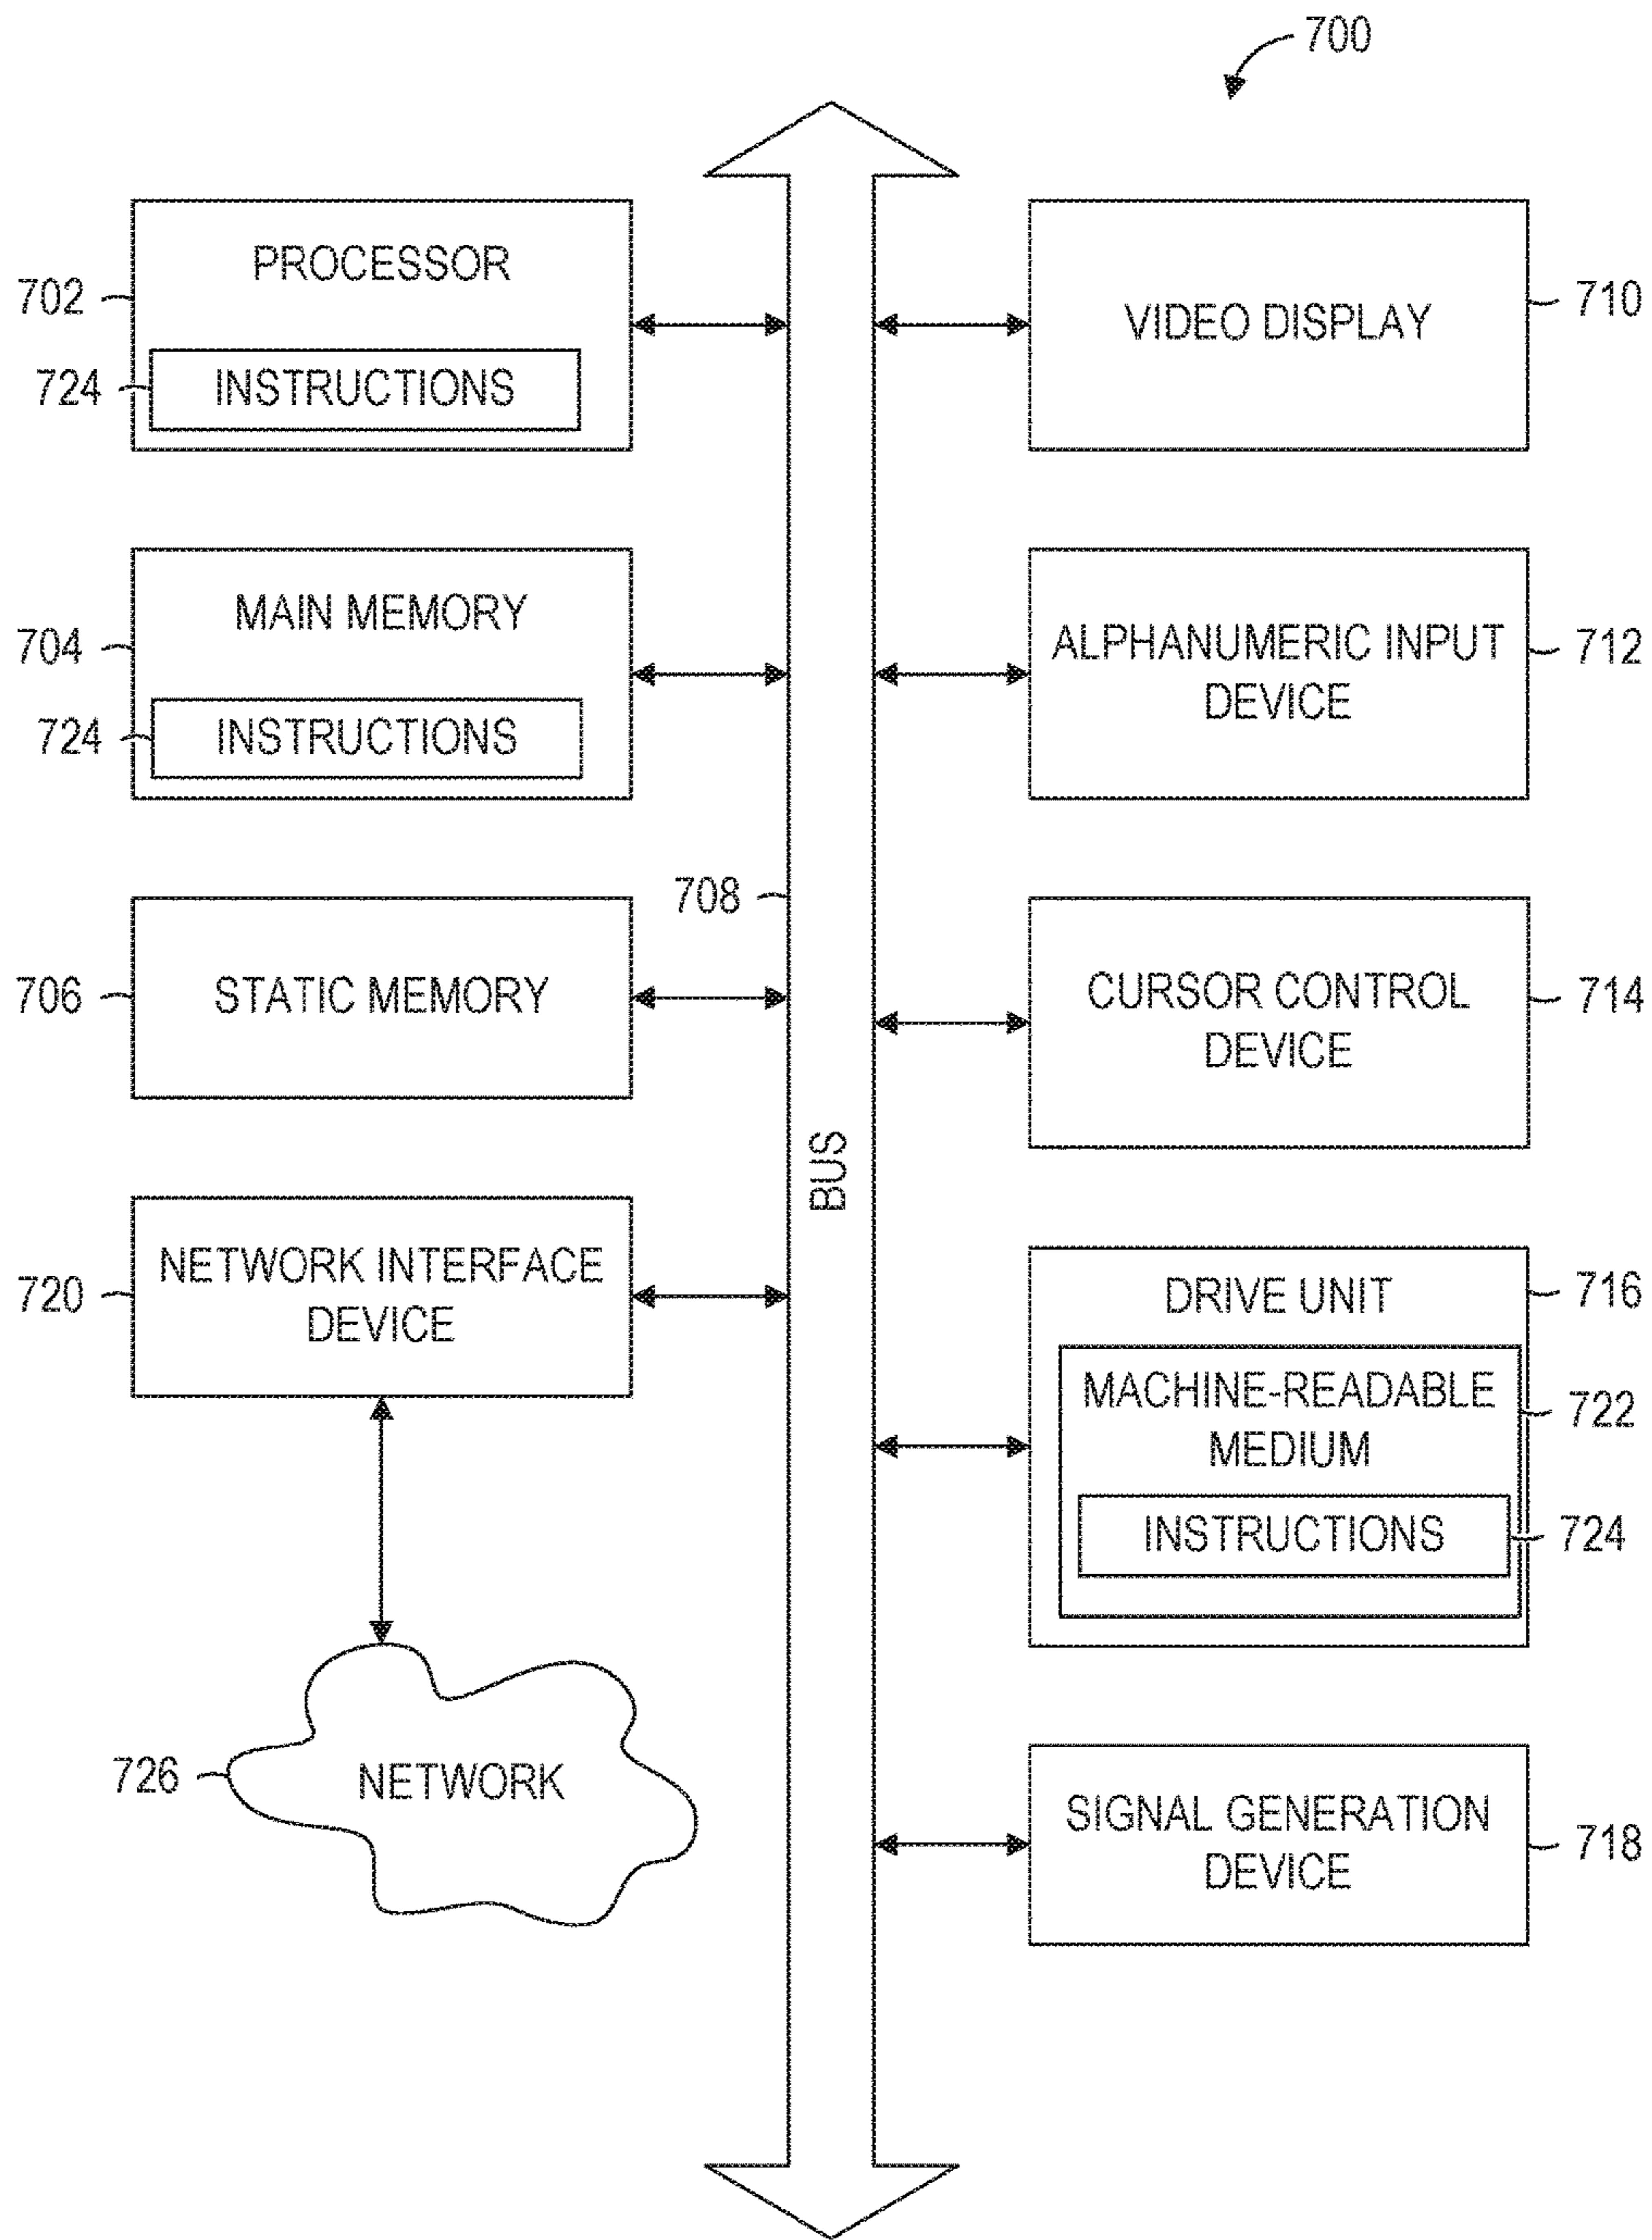 700
PROCESSOR
702
724
INSTRUCTIONS
MAIN MEMORY
704
724
INSTRUCTIONS
708
706
STATIC MEMORY
BUS
720
NETWORK INTERFACE
DEVICE
726
NETWORK
VIDEO DISPLAY
710
ALPHANUMERIC INPUT
DEVICE
712
CURSOR CONTROL
DEVICE
714
DRIVE UNIT
716
MACHINE-READABLE
MEDIUM
722
INSTRUCTIONS
724
SIGNAL GENERATION
DEVICE
718